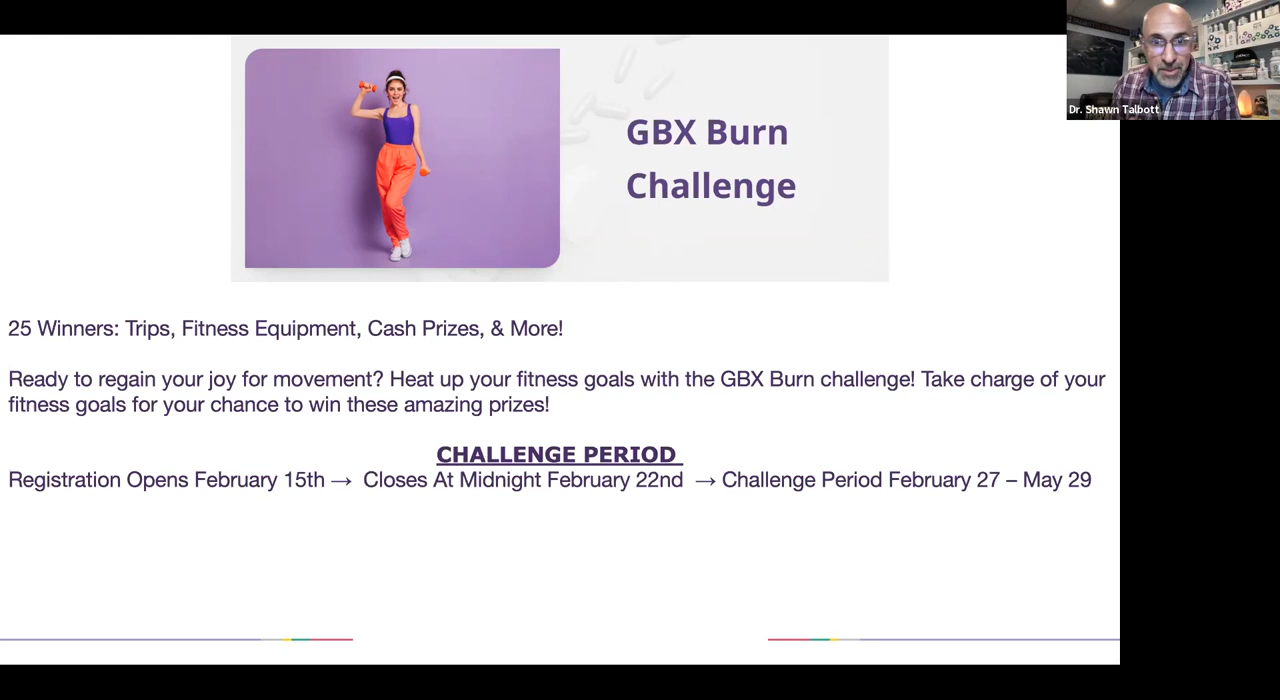 Dr. Shawn Talbott
GBX Burn
Challenge
25 Winners: Trips, Fitness Equipment, Cash Prizes, & More!
Ready to regain your joy for movement? Heat up your fitness goals with the GBX Burn challenge! Take charge of your
fitness goals for your chance to win these amazing prizes!
CHALLENGE PERIOD
Registration Opens February 15th → Closes At Midnight February 22nd → Challenge Period February 27 – May 29